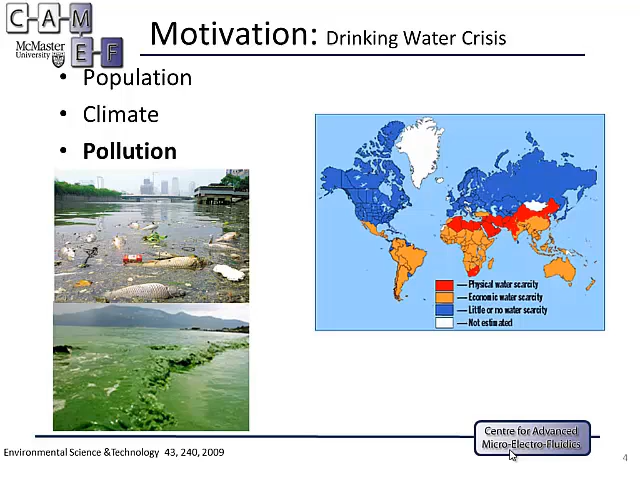 C-A-M
E-F
McMaster
University
Motivation: Drinking Water Crisis
• Population
• Climate
• Pollution
— Physical water scarcity
— Economic water scarcity
— Little or no water scarcity
— Not estimated
Centre for Advanced
Micro-Electro-Fluidics
Environmental Science &Technology 43, 240, 2009
4